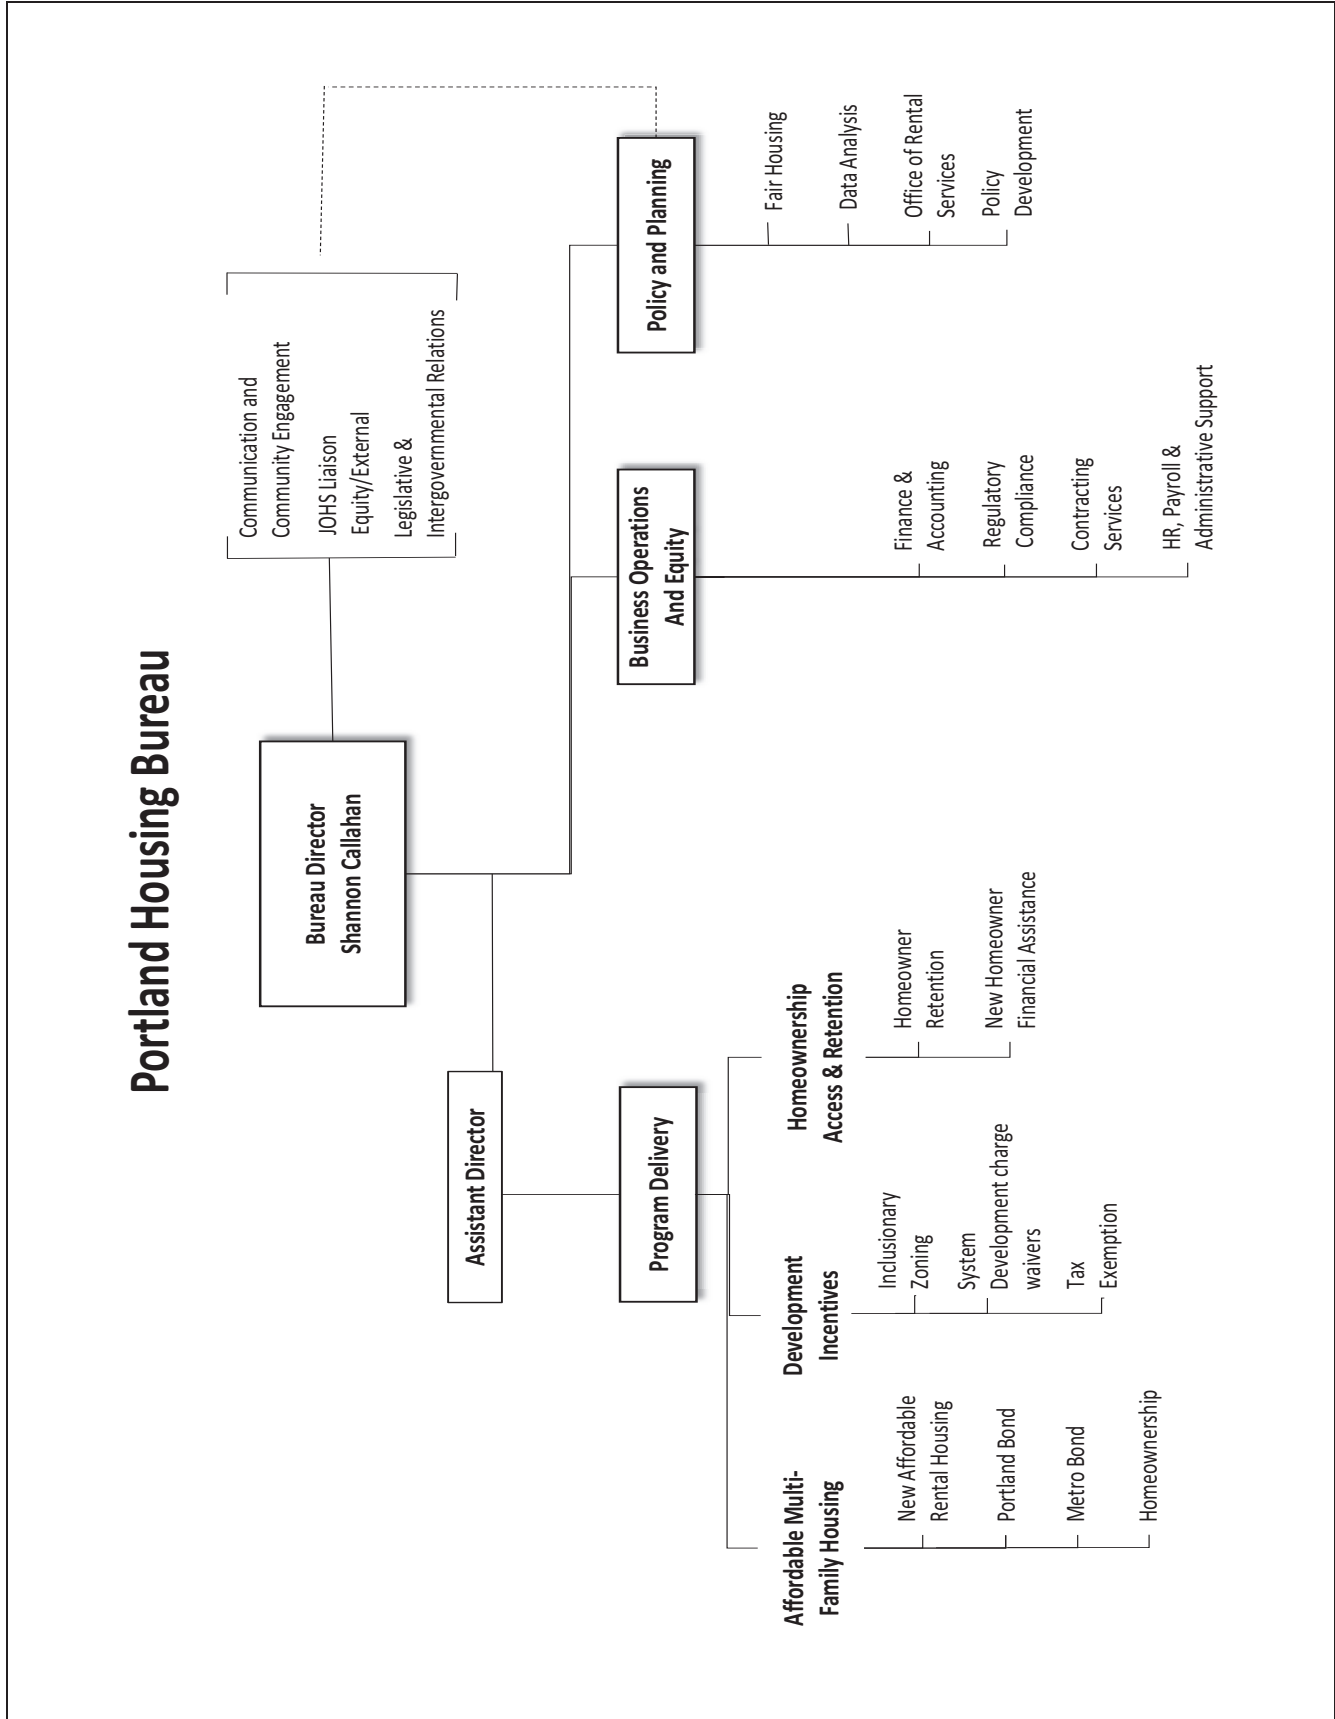 Portland Housing Bureau
Bureau Director
Shannon Callahan
Communication and
Community Engagement
JOHS Liaison
Equity/External
Legislative &
Intergovernmental Relations
Assistant Director
Program Delivery
Business Operations
And Equity
Policy and Planning
Affordable Multi-
Family Housing
New Affordable
Rental Housing
Portland Bond
Metro Bond
Homeownership
Development
Incentives
Inclusionary
Zoning
System
Development charge
waivers
Tax
Exemption
Homeownership
Access & Retention
Homeowner
Retention
New Homeowner
Financial Assistance
Finance &
Accounting
Regulatory
Compliance
Contracting
Services
HR, Payroll &
Administrative Support
Fair Housing
Data Analysis
Office of Rental
Services
Policy
Development